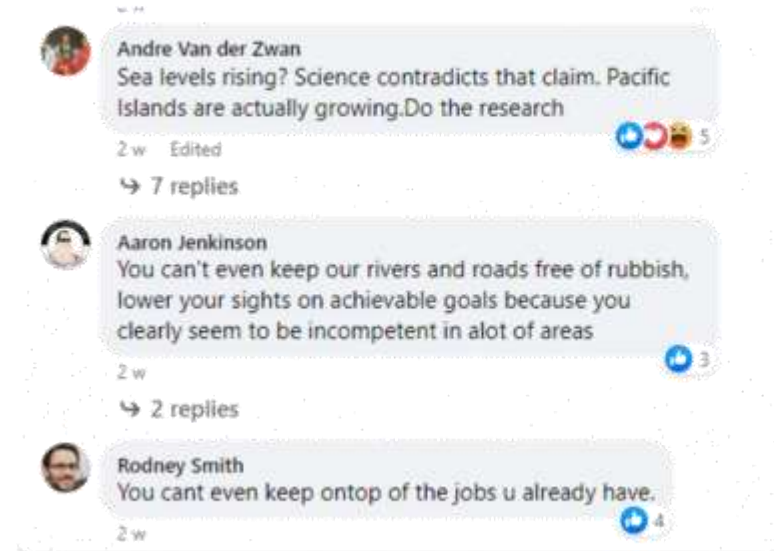 Andre Van der Zwan
Sea levels rising? Science contradicts that claim. Pacific
Islands are actually growing.Do the research
5
2 w Edited
7 replies
Aaron Jenkinson
You can't even keep our rivers and roads free of rubbish,
lower your sights on achievable goals because you
clearly seem to be incompetent in alot of areas
3
2 w
2 replies
Rodney Smith
You cant even keep ontop of the jobs u already have.
4
2 w